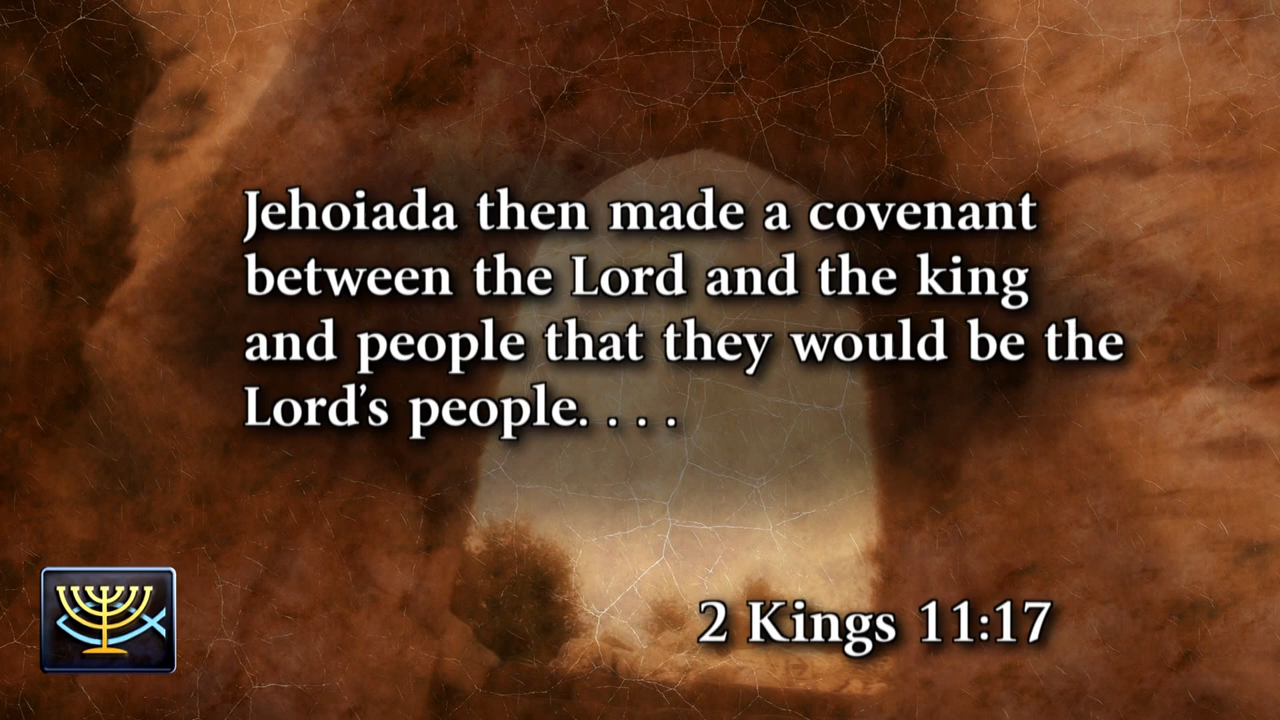 Jehoiada then made a covenant
between the Lord and the king
and people that they would be the
Lord's people. . . .
2 Kings 11:17